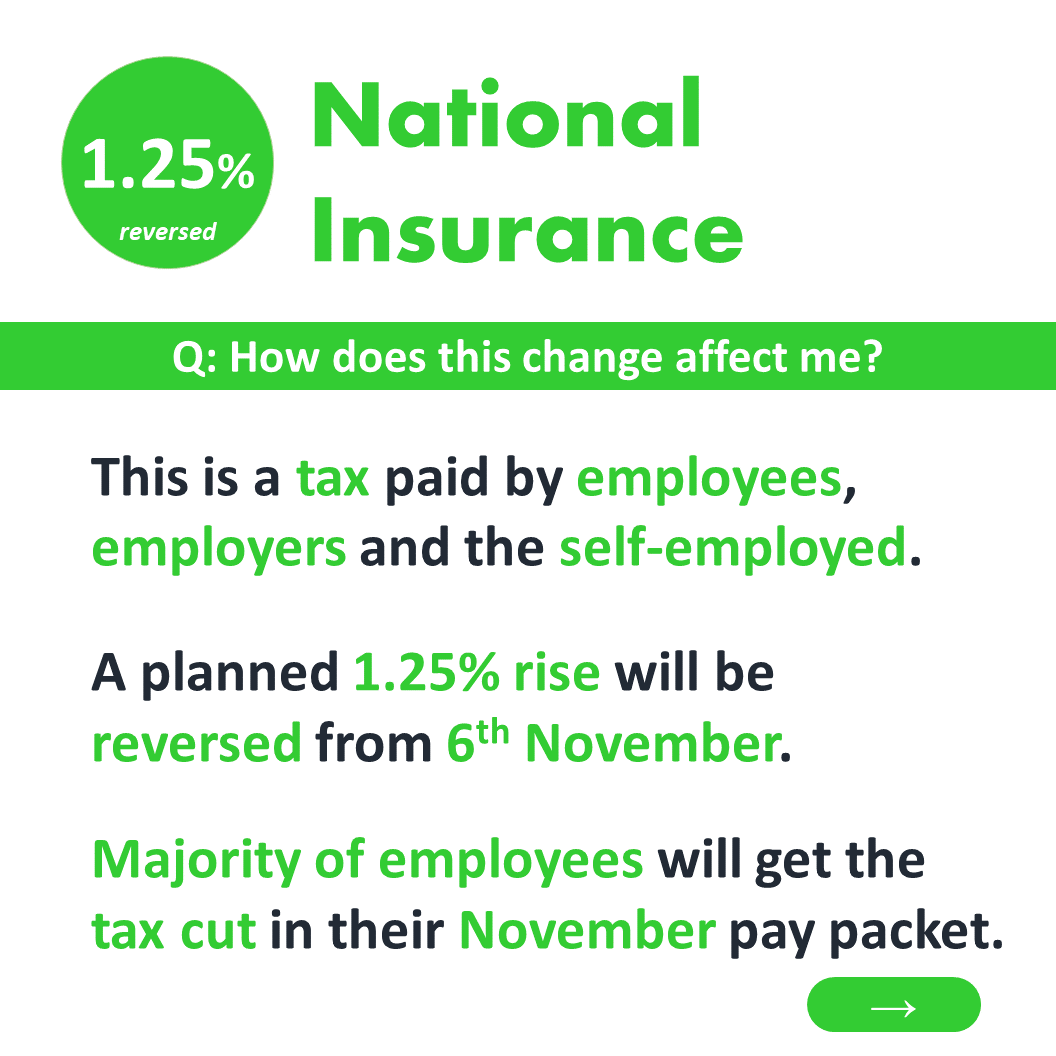 1.25%
reversed
National
Insurance
Q: How does this change affect me?
This is a tax paid by employees,
employers and the self-employed.
A planned 1.25% rise will be
reversed from 6th November.
Majority of employees will get the
tax cut in their November pay packet.
→